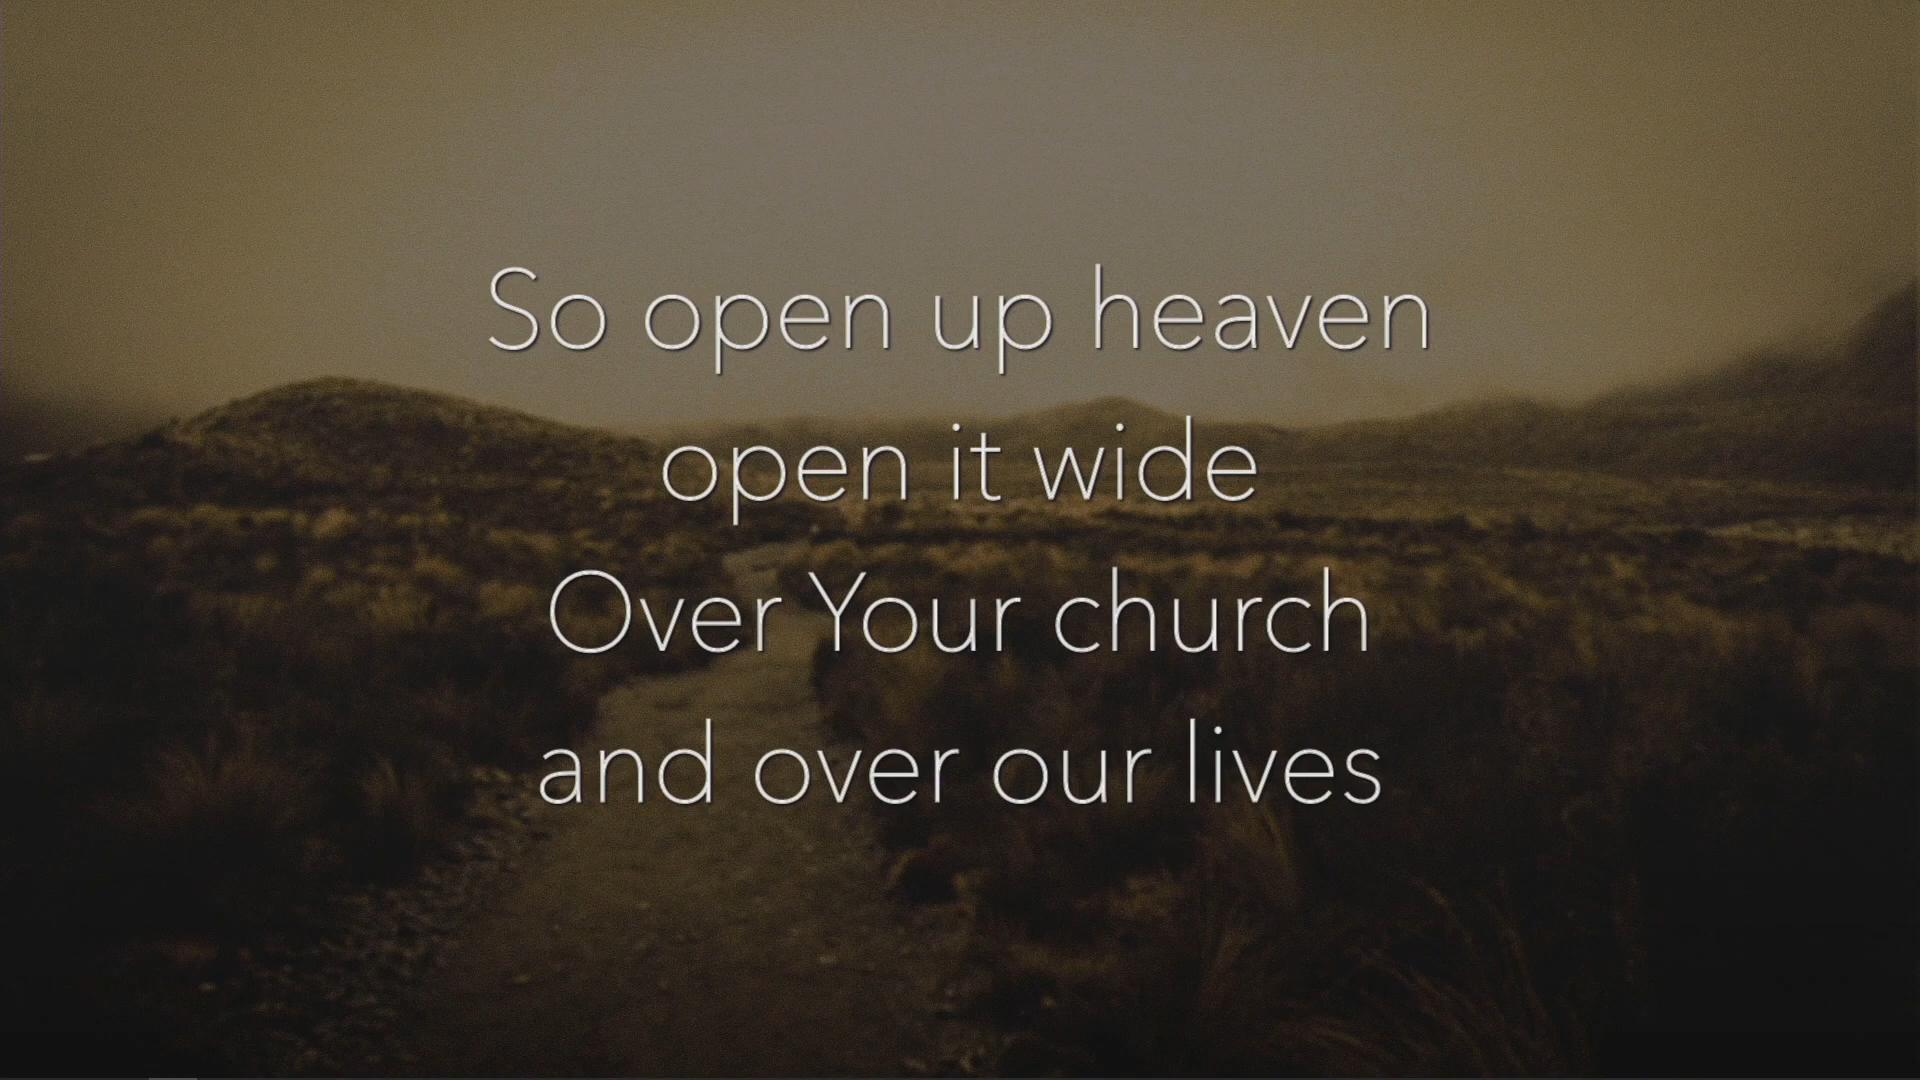 So open up heaven
open it wide
Over Your church
and over our lives